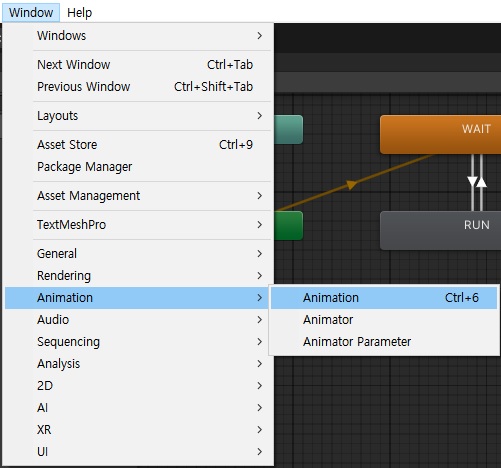 Window Help
Windows
Next Window Ctrl+Tab
Previous Window Ctrl+Shift+Tab
Layouts
Asset Store Ctrl+9
Package Manager
Asset Management
TextMeshPro
General
Rendering
Animation
Audio
Sequencing
Analysis
2D
AI
XR
UI
Animation Ctrl+6
Animator
Animator Parameter
WAIT
RUN